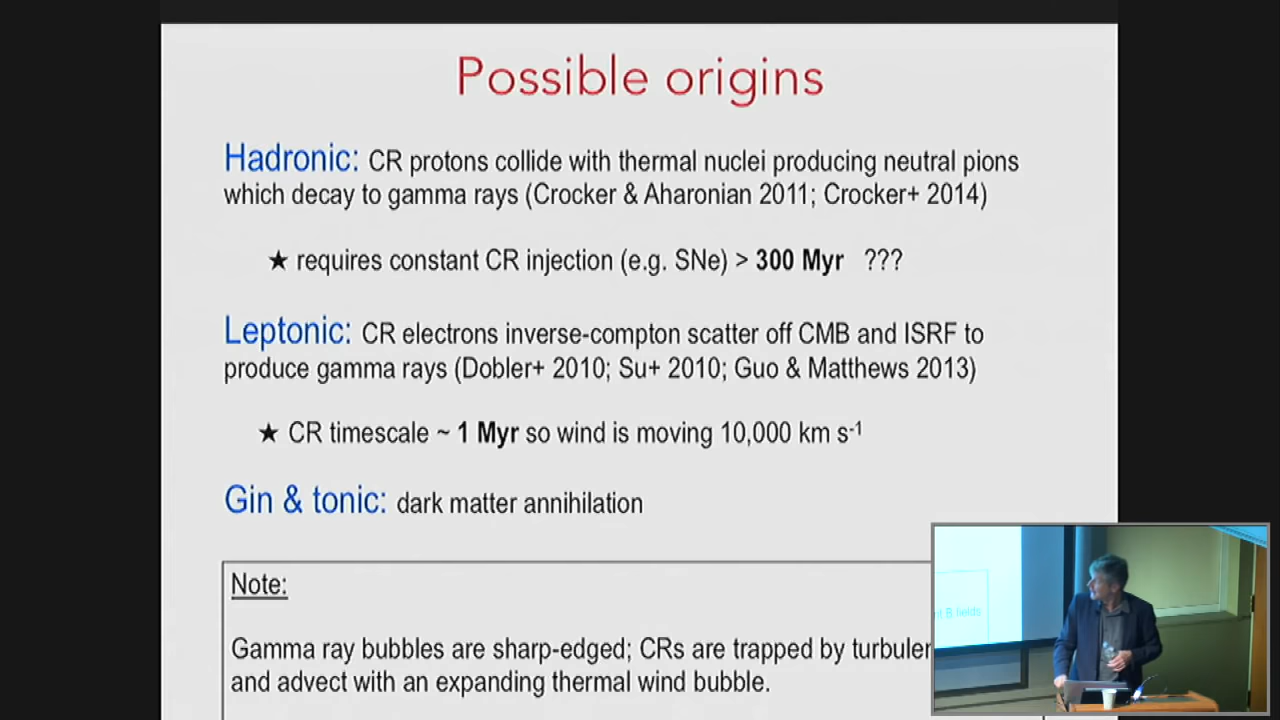 Possible origins
Hadronic: CR protons collide with thermal nuclei producing neutral pions
which decay to gamma rays (Crocker & Aharonian 2011; Crocker+ 2014)
★ requires constant CR injection (e.g. SNe) > 300 Myr ???
Leptonic: CR electrons inverse-compton scatter off CMB and ISRF to
produce gamma rays (Dobler+ 2010; Su+ 2010; Guo & Matthews 2013)
★ CR timescale ~ 1 Myr so wind is moving 10,000 km s-1
Gin & tonic: dark matter annihilation
Note:
Gamma ray bubbles are sharp-edged; CRs are trapped by turbulen
and advect with an expanding thermal wind bubble.
B fields